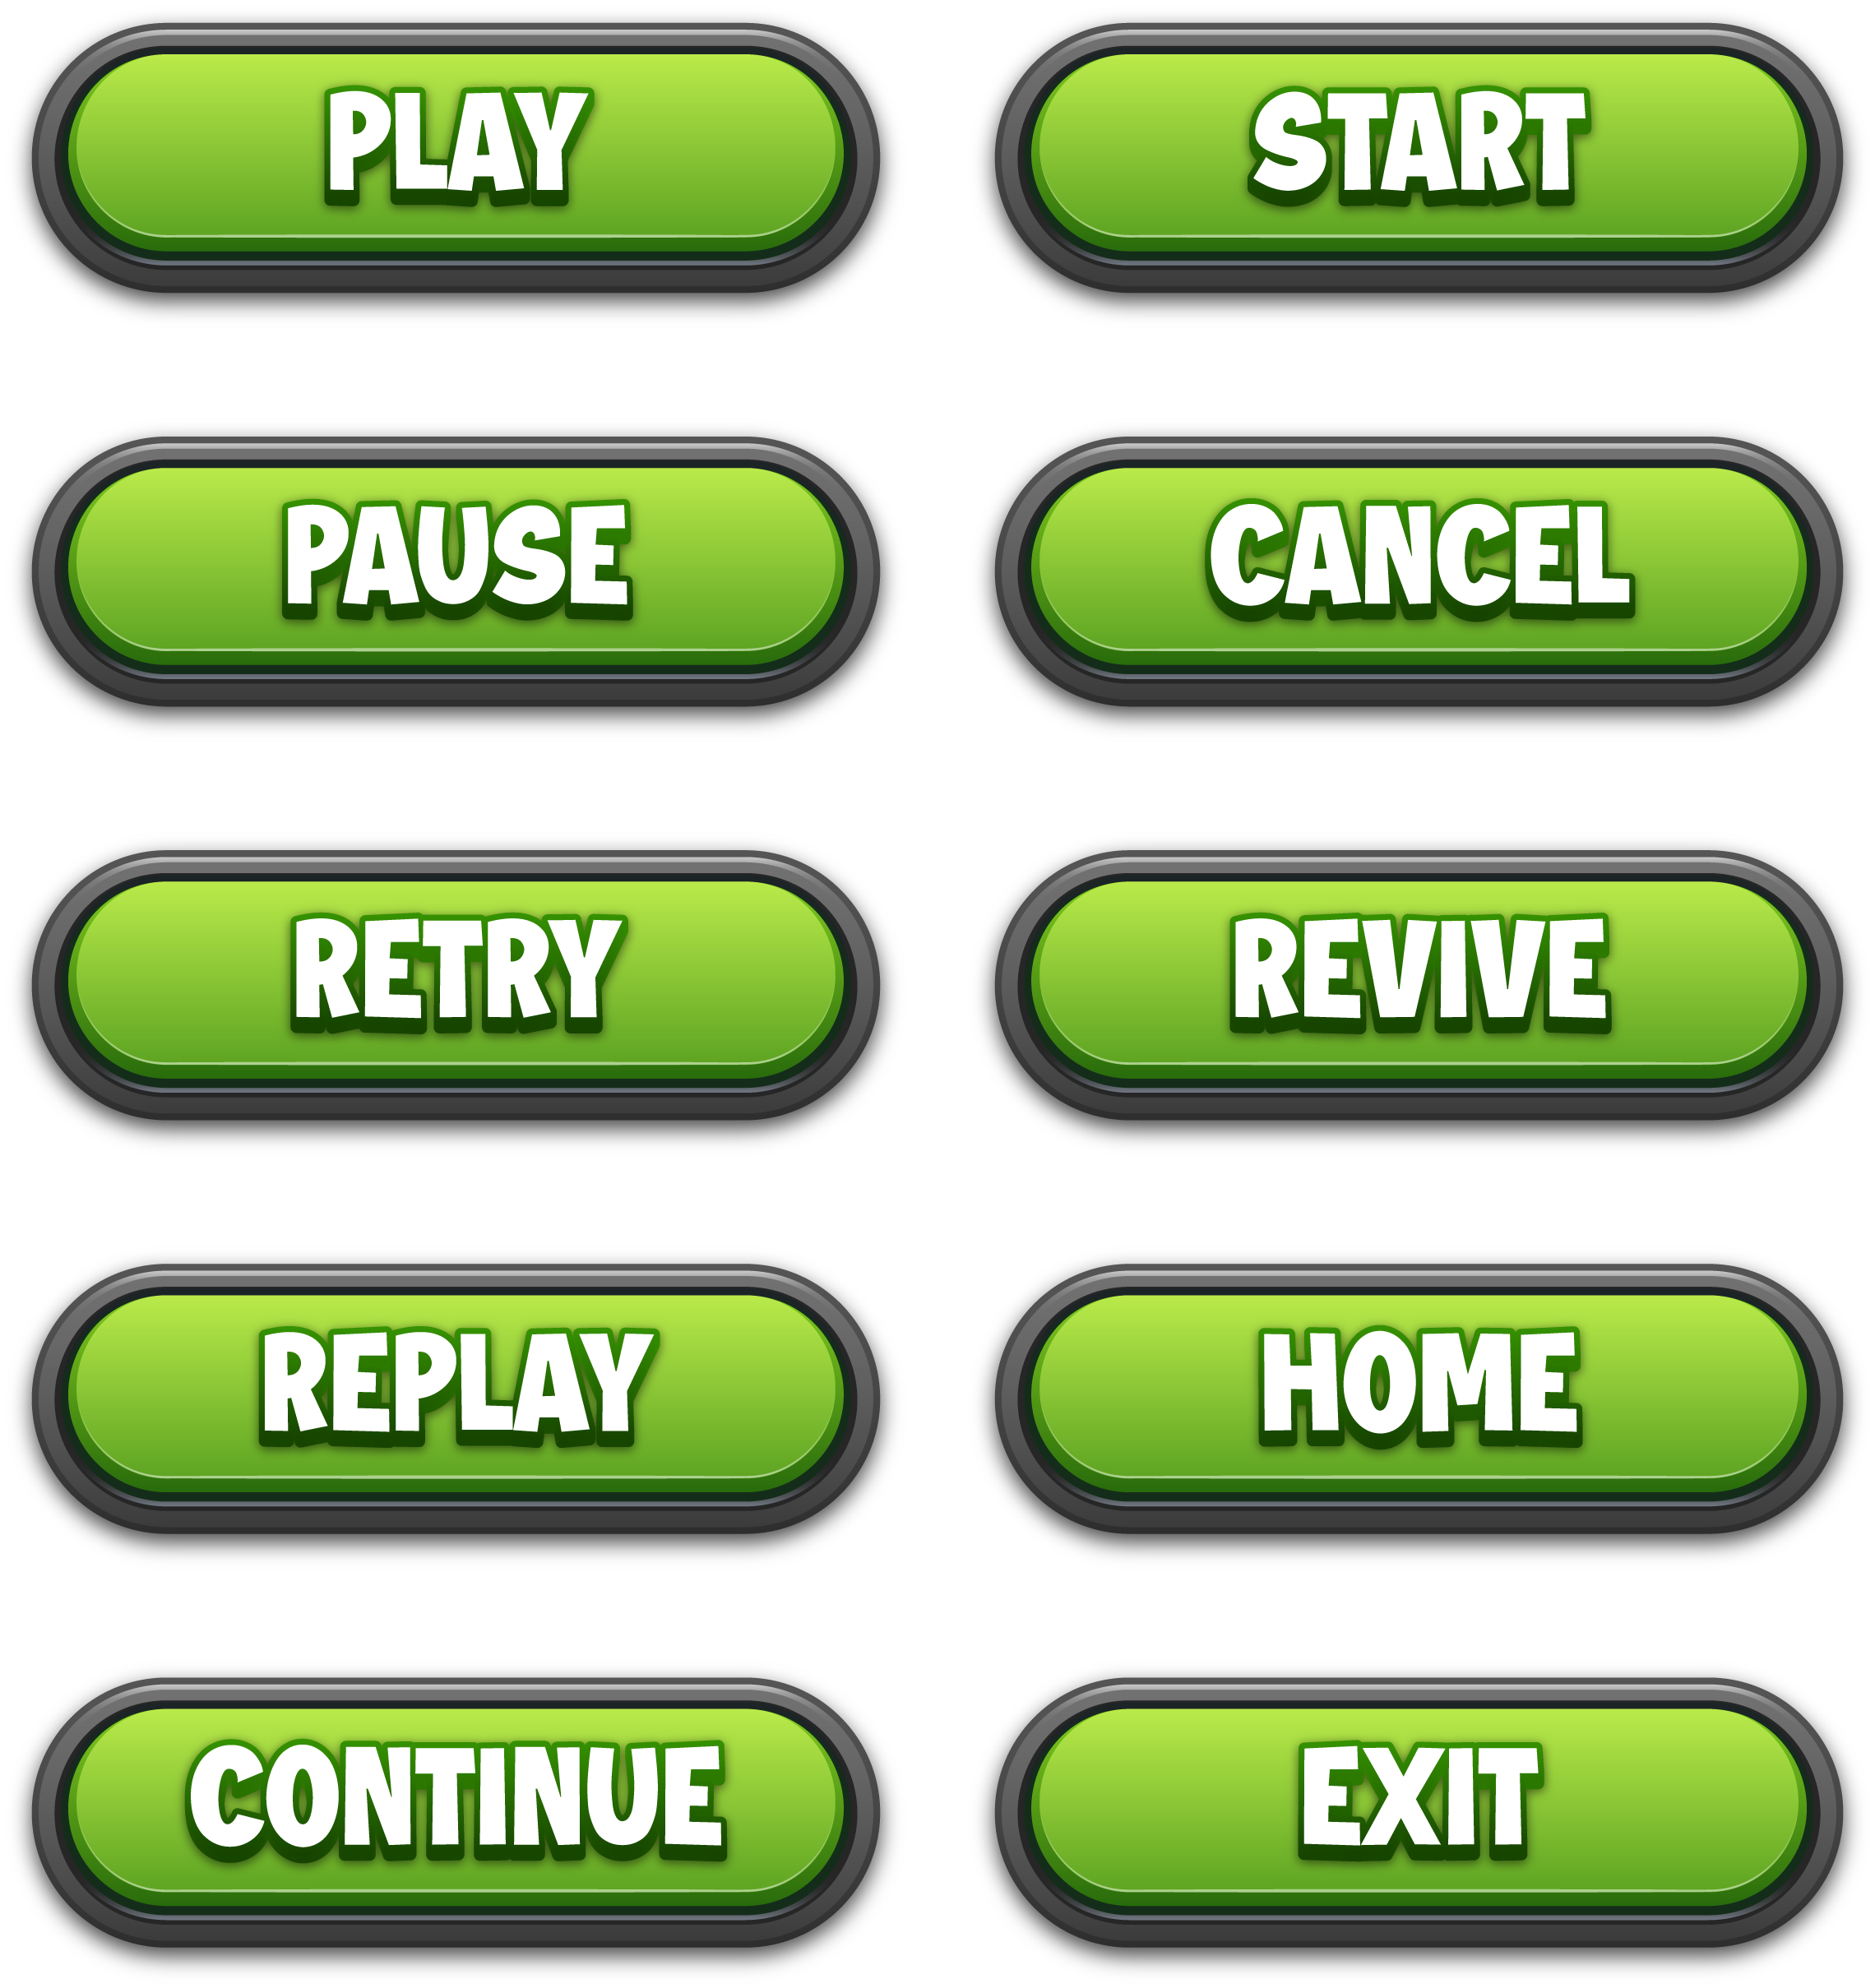 PLAY
START
PAUSE
CANCEL
RETRY
REVIVE
REPLAY
HOME
CONTINUE
EXIT